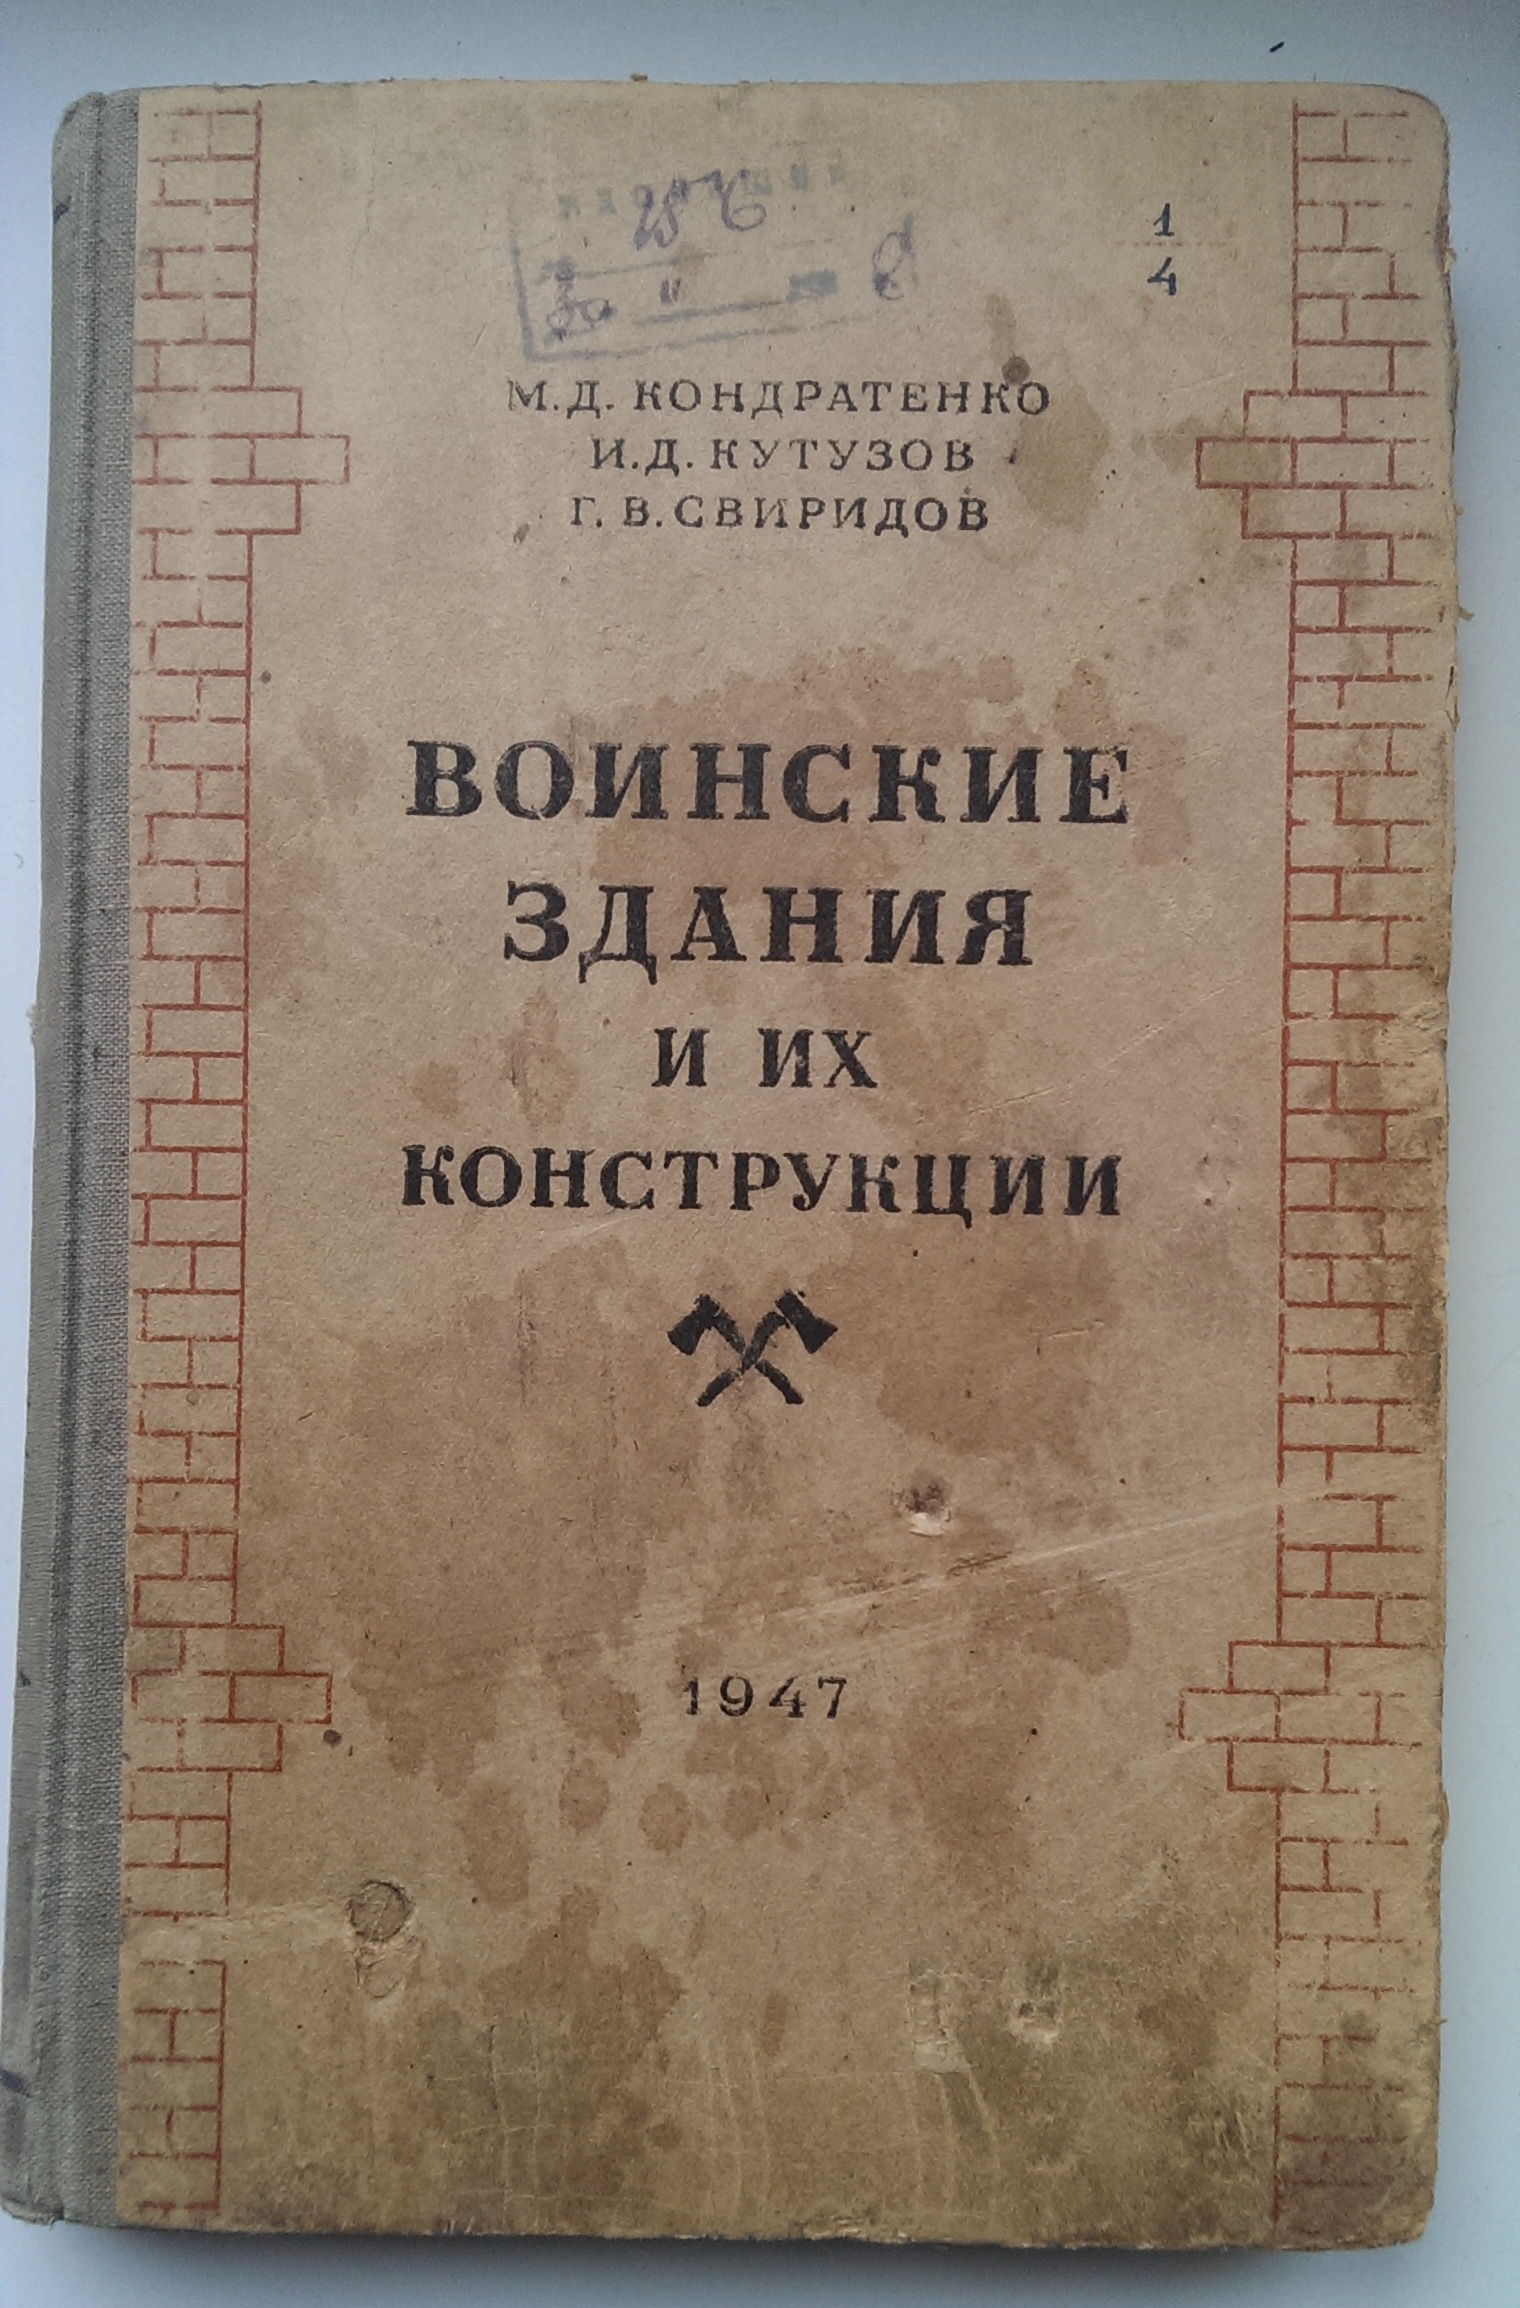 1
4
М.Д. КОНДРАТЕНКО
И.Д. КУТУЗОВ
Г. В. СВИРИДОВ
ВОИНСКИЕ
ЗДАНИЯ
И ИХ
КОНСТРУКЦИИ
1947